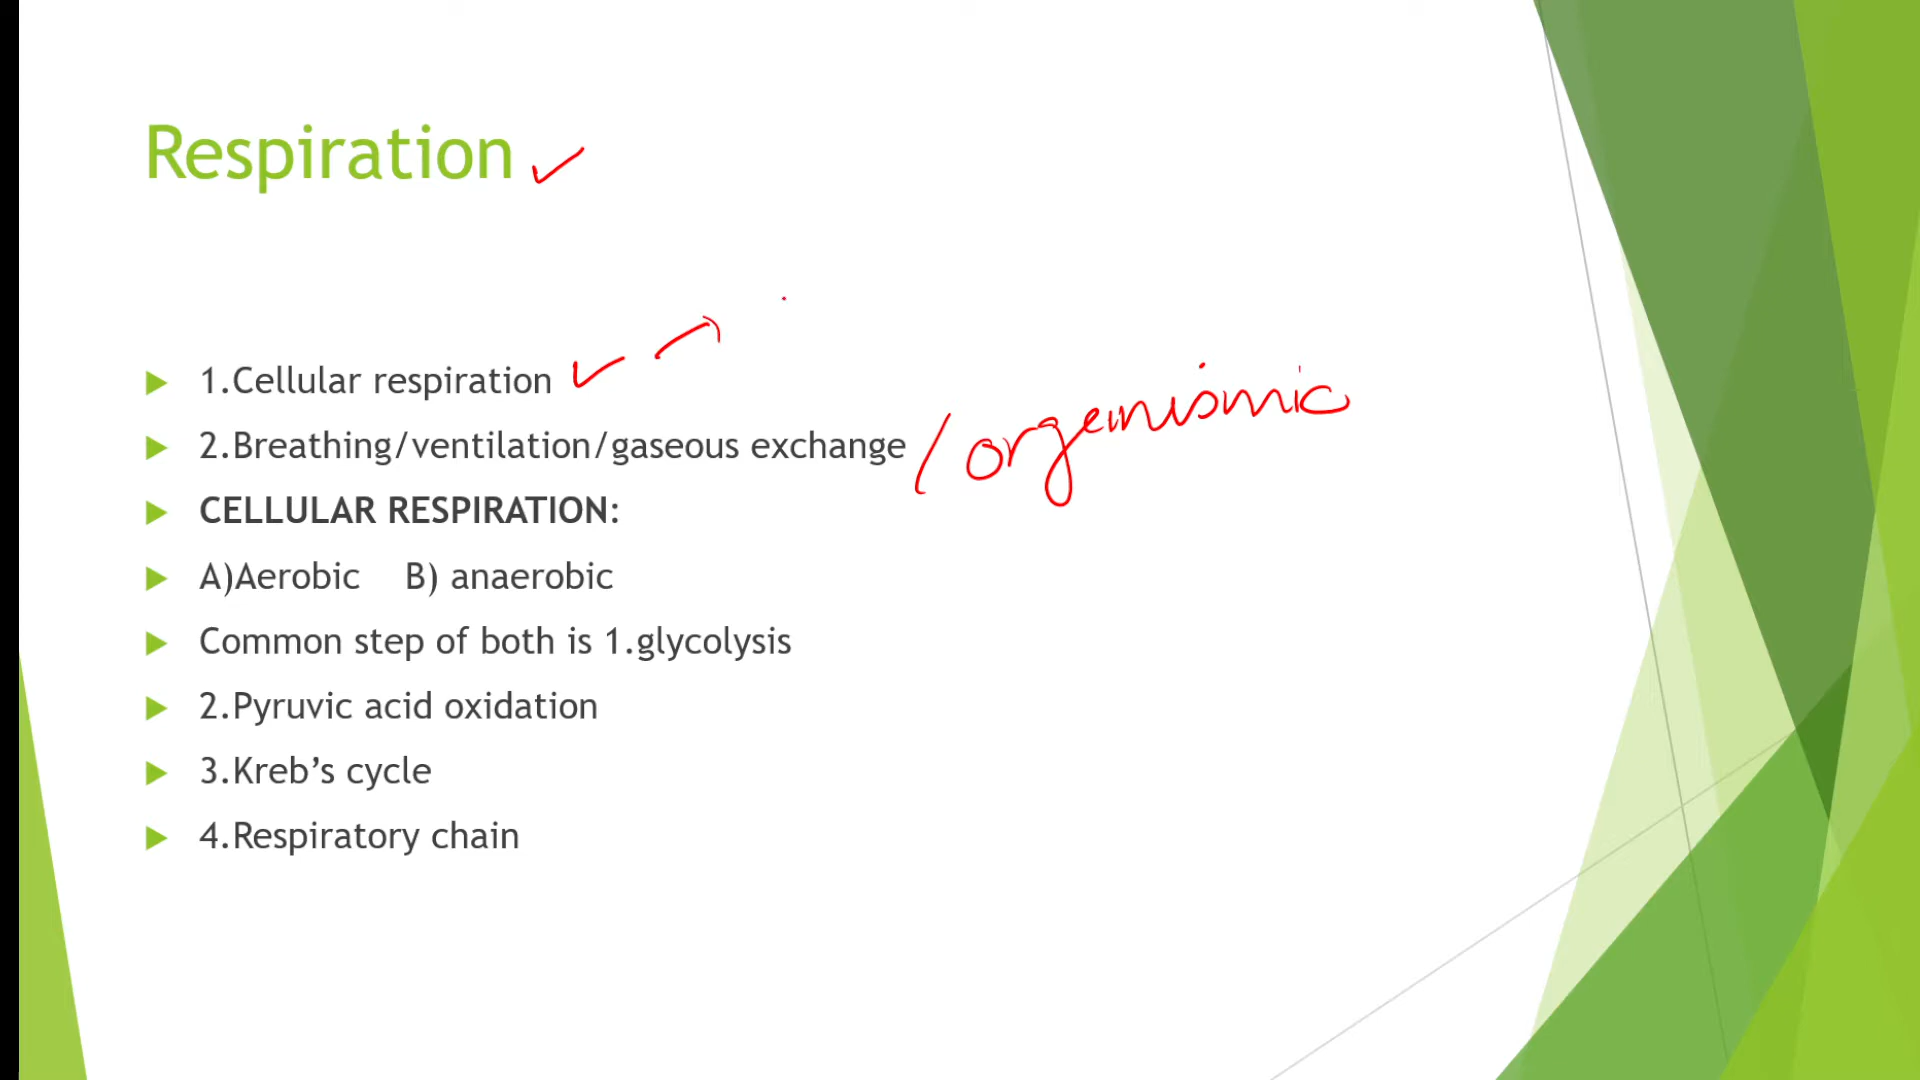 Respiration
1.Cellular respiration
2.Breathing/ventilation/gaseous exchange /orgenismic
CELLULAR RESPIRATION:
A)Aerobic B) anaerobic
Common step of both is 1.glycolysis
2.Pyruvic acid oxidation
3.Kreb’s cycle
4.Respiratory chain